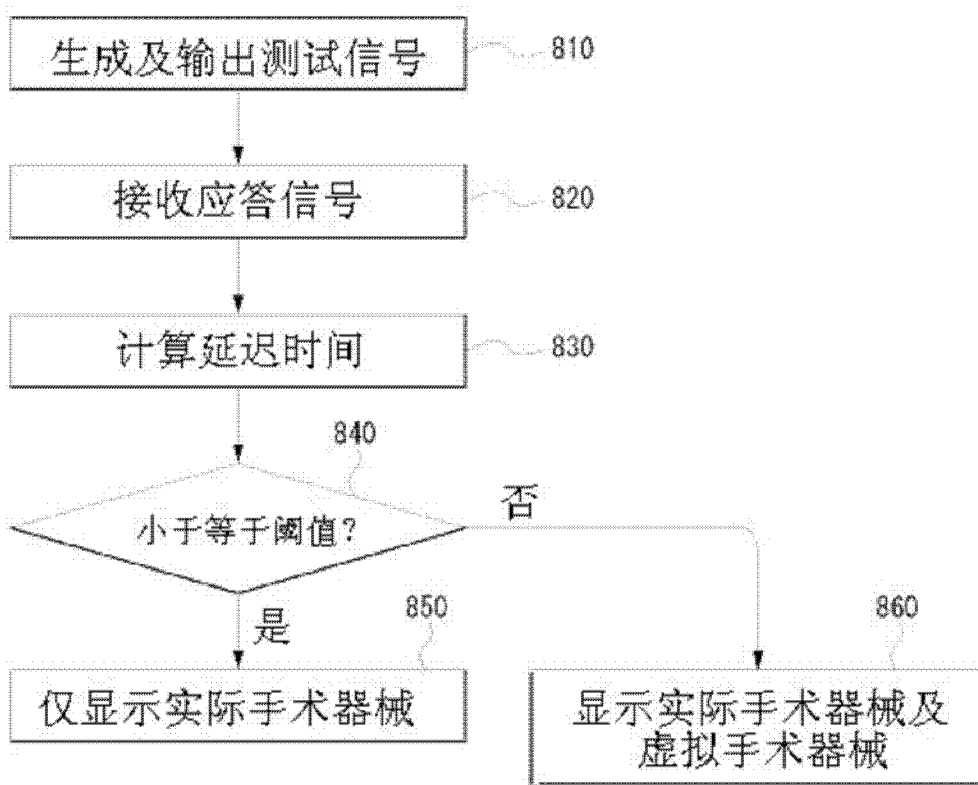 生成及输出测试信号
810
接收应答信号
820
计算延迟时间
830
840
小于等于阈值?
否
是
850
仅显示实际手术器械
860
显示实际手术器械及
虚拟手术器械